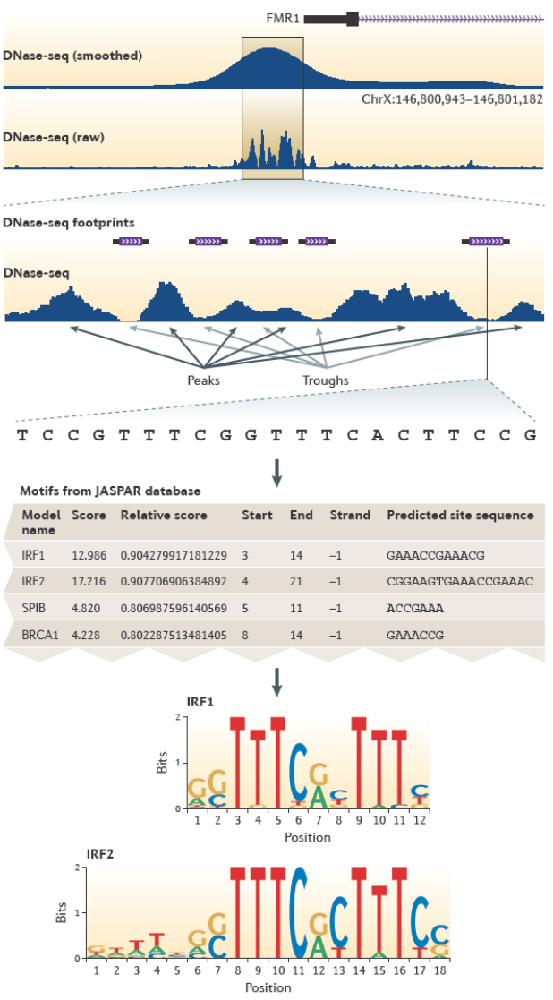 FMR1
DNase-seq (smoothed)
ChrX:146,800,943–146,801,182
DNase-seq (raw)
DNase-seq footprints
DNase-seq
Peaks Troughs
T C C G T T T C G G T T T C A C T T C C G
Motifs from JASPAR database
Model name Score Relative score Start End Strand Predicted site sequence
IRF1 12.986 0.904279917181229 3 14 –1 GAAACCGAAACG
IRF2 17.216 0.907706906384892 4 21 –1 CGGAAGTGAAACCGAAAC
SPIB 4.820 0.806987596140569 5 11 –1 ACCGAAA
BRCA1 4.228 0.802287513481405 8 14 –1 GAAACCG
IRF1
2
1
0
Bits
1 2 3 4 5 6 7 8 9 10 11 12
Position
IRF2
2
1
0
Bits
1 2 3 4 5 6 7 8 9 10 11 12 13 14 15 16 17 18
Position